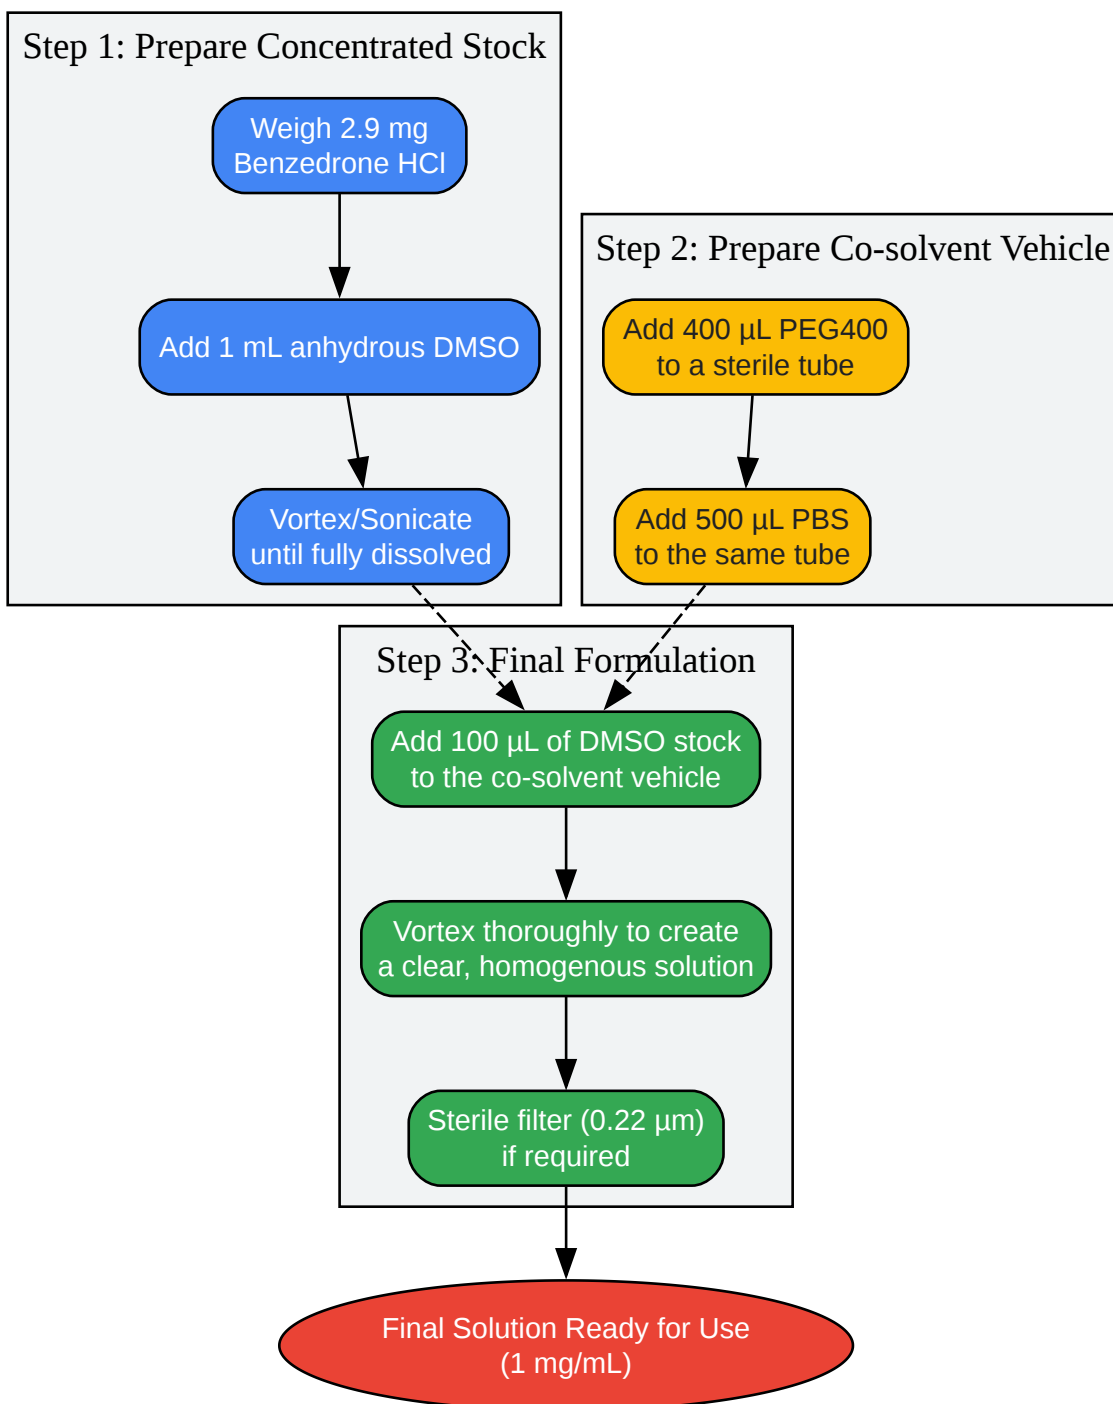 Step 1: Prepare Concentrated Stock
Weigh 2.9 mg
Benzedrone HCl
Add 1 mL anhydrous DMSO
Vortex/Sonicate
until fully dissolved
Step 2: Prepare Co-solvent Vehicle
Add 400 µL PEG400
to a sterile tube
Add 500 µL PBS
to the same tube
Step 3: Final Formulation
Add 100 µL of DMSO stock
to the co-solvent vehicle
Vortex thoroughly to create
a clear, homogenous solution
Sterile filter (0.22 µm)
if required
Final Solution Ready for Use
(1 mg/mL)